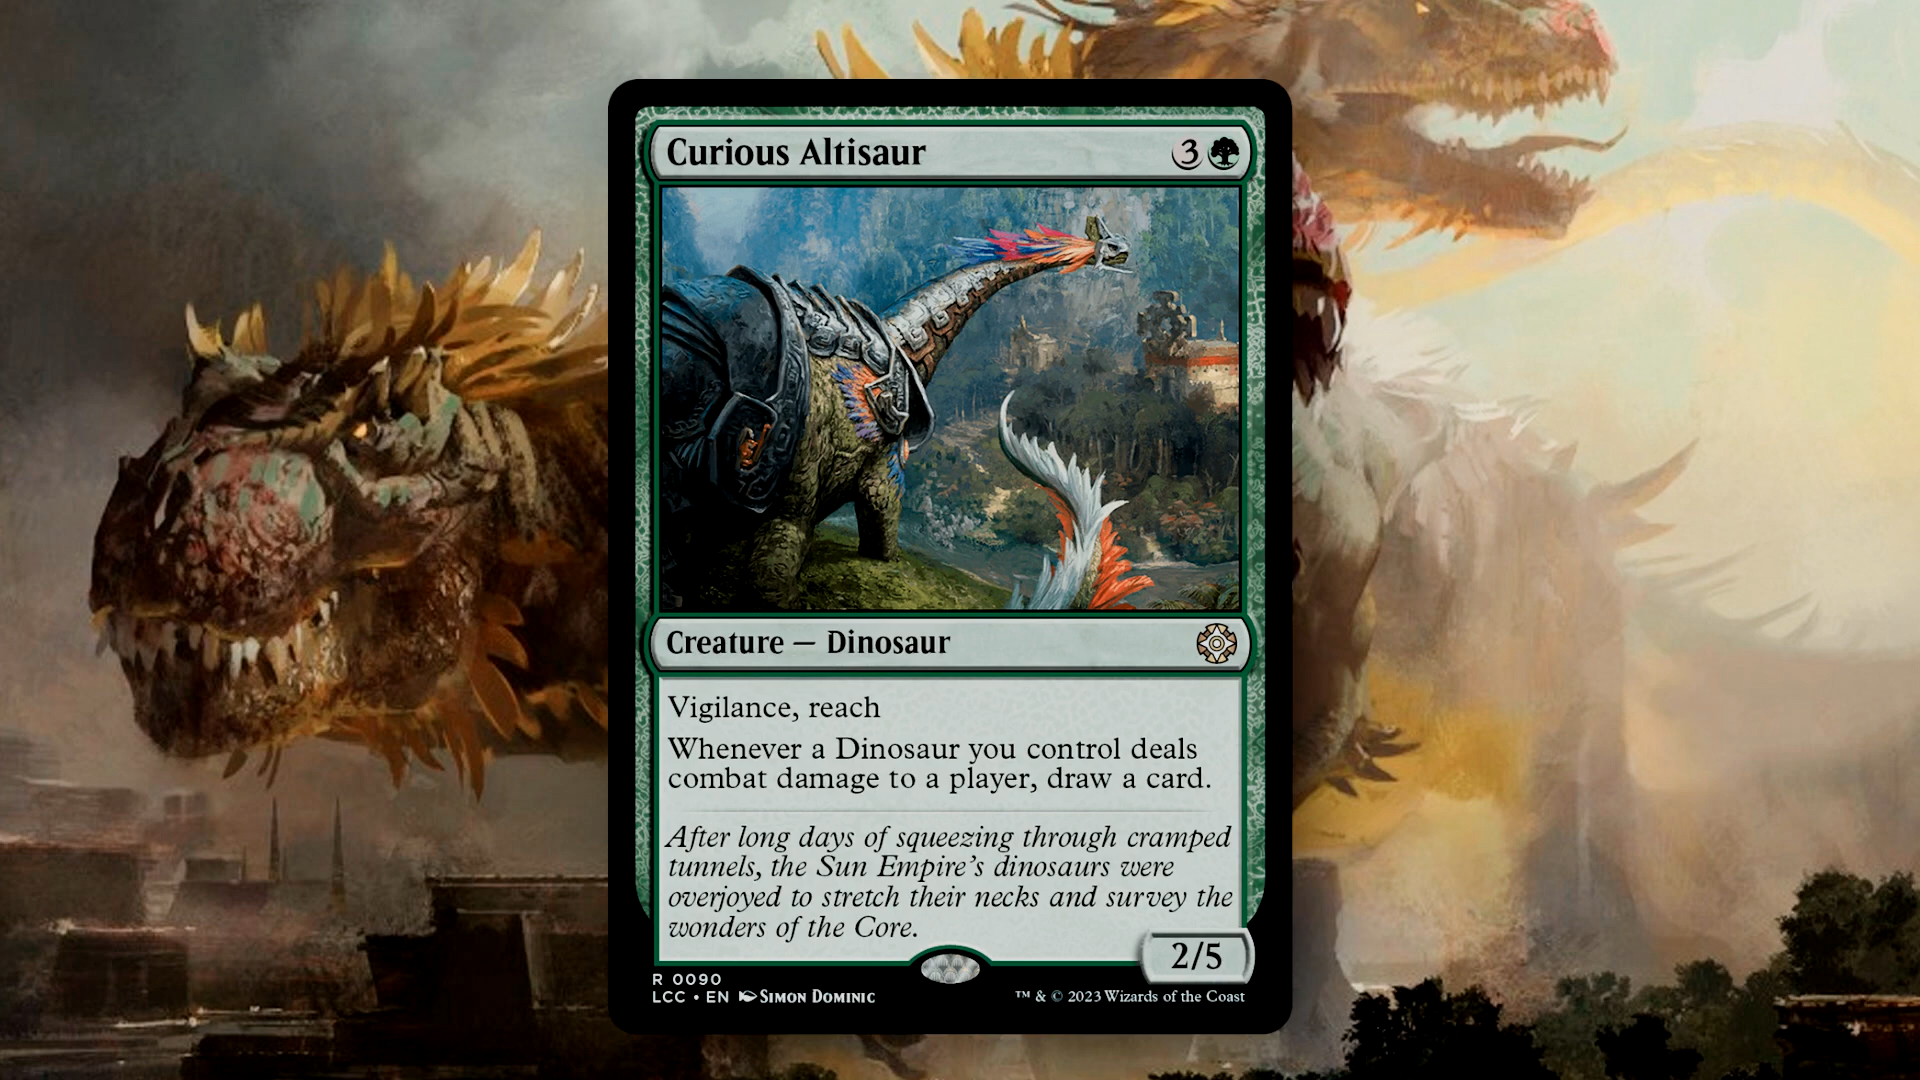 Curious Altisaur
3
Creature — Dinosaur
Vigilance, reach
Whenever a Dinosaur you control deals
combat damage to a player, draw a card.
After long days of squeezing through cramped
tunnels, the Sun Empire's dinosaurs were
overjoyed to stretch their necks and survey the
wonders of the Core.
2/5
R 0090
LCC • EN Simon Dominic
™ & © 2023 Wizards of the Coast